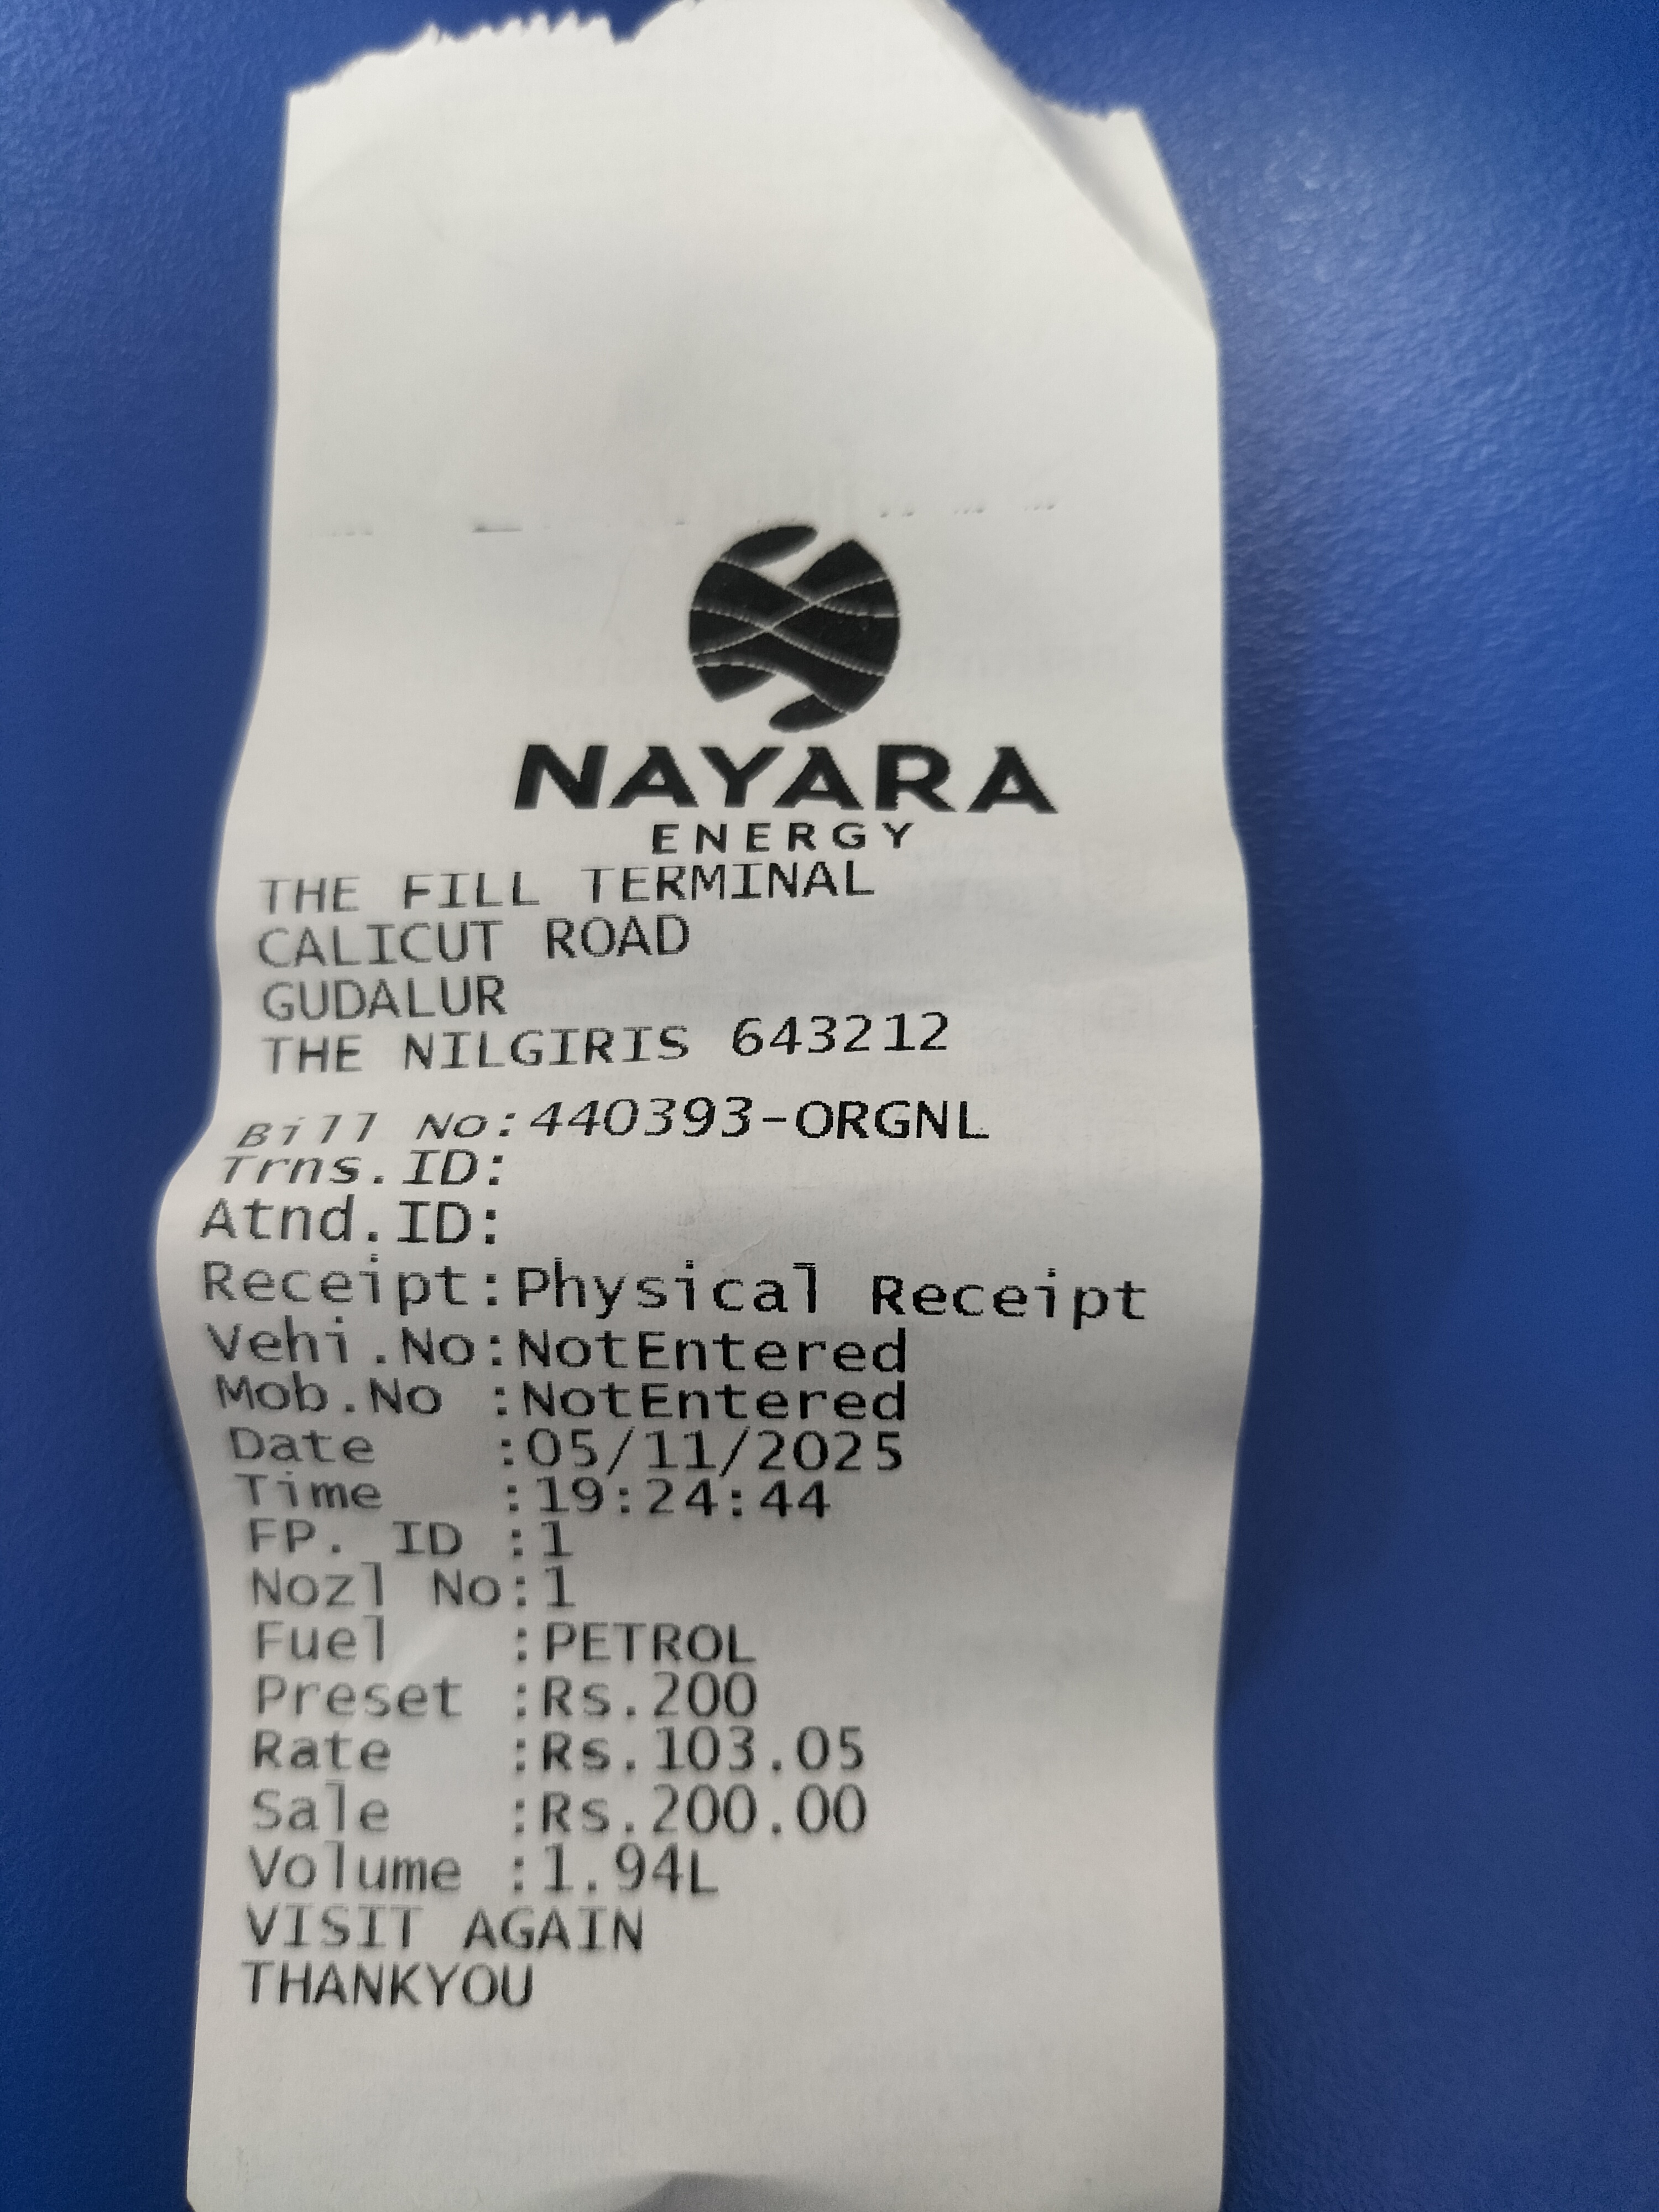 NAYARA
ENERGY
THE FILL TERMINAL
CALICUT ROAD
GUDALUR
THE NILGIRIS 643212
Bill No:440393-ORGNL
Trns.ID:
Atnd.ID:
Receipt:Physical Receipt
Vehi.No:NotEntered
Mob.No :NotEntered
Date :05/11/2025
Time :19:24:44
FP. ID :1
Nozl No:1
Fuel :PETROL
Preset :Rs.200
Rate :Rs.103.05
Sale :Rs.200.00
Volume :1.94L
VISIT AGAIN
THANKYOU